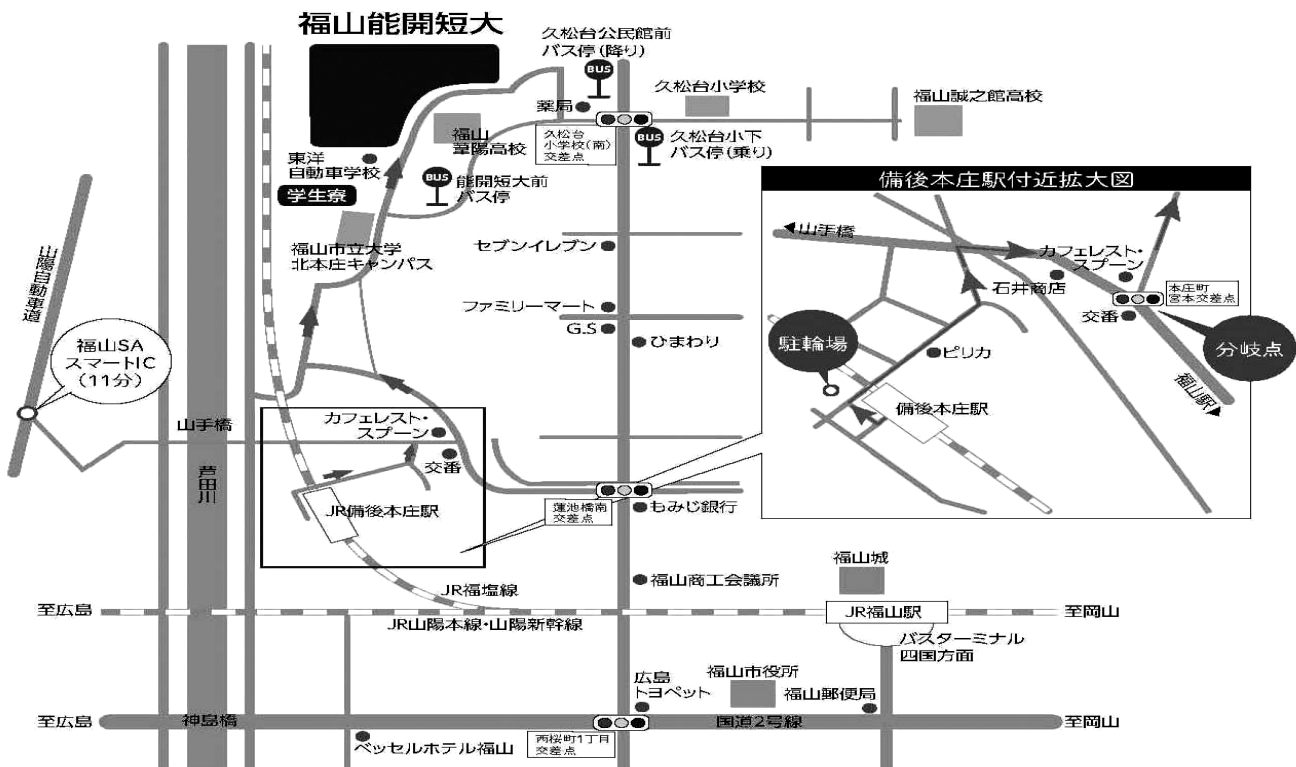 福山能開短大
久松台公民館前
バス停(降り)
BUS
薬局
久松台小学校
福山誠之館高校
福山
葦陽高校
久松台
小学校(南)
交差点
BUS
久松台小下
バス停(乗り)
東洋
自動車学校
学生寮
BUS
能開短大前
バス停
福山市立大学
北本庄キャンパス
セブンイレブン
ファミリーマート
G.S
ひまわり
山陽自動車道
福山SA
スマートIC
(11分)
山手橋
芦田川
カフェレスト・
スプーン
交番
JR備後本庄駅
蓮池橋南
交差点
もみじ銀行
備後本庄駅付近拡大図
山手橋
カフェレスト・
スプーン
石井商店
本庄町
宮本交差点
交番
駐輪場
ピリカ
分岐点
福山駅
備後本庄駅
福山商工会議所
福山城
JR福塩線
至広島
JR福山駅
至岡山
JR山陽本線・山陽新幹線
バスターミナル
四国方面
広島
トヨペット
福山市役所
福山郵便局
至広島
神島橋
国道2号線
至岡山
ベッセルホテル福山
西桜町1丁目
交差点